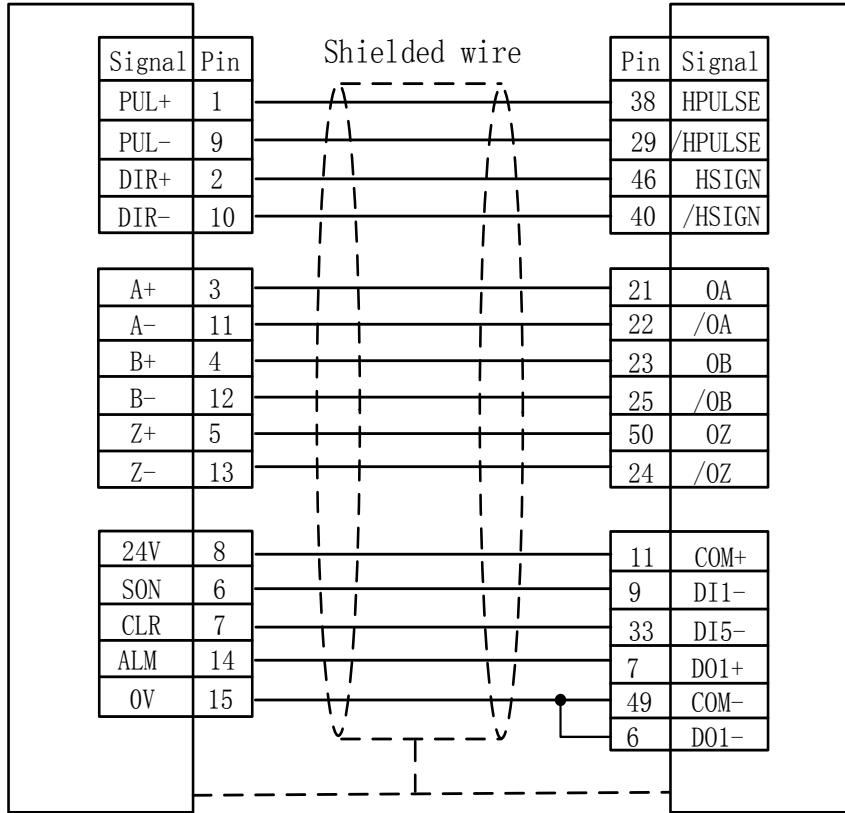 Shielded wire
Signal Pin Pin Signal
PUL+ 1 38 HPULSE
PUL- 9 29 /HPULSE
DIR+ 2 46 HSIGN
DIR- 10 40 /HSIGN
A+ 3 21 OA
A- 11 22 /OA
B+ 4 23 OB
B- 12 25 /OB
Z+ 5 50 OZ
Z- 13 24 /OZ
24V 8 11 COM+
SON 6 9 DI1-
CLR 7 33 DI5-
ALM 14 7 DO1+
0V 15 49 COM-
6 DO1-